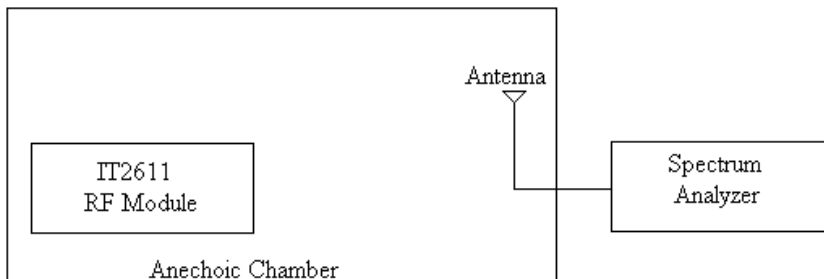 Antenna
IT2611
RF Module
Spectrum
Analyzer
Anechoic Chamber